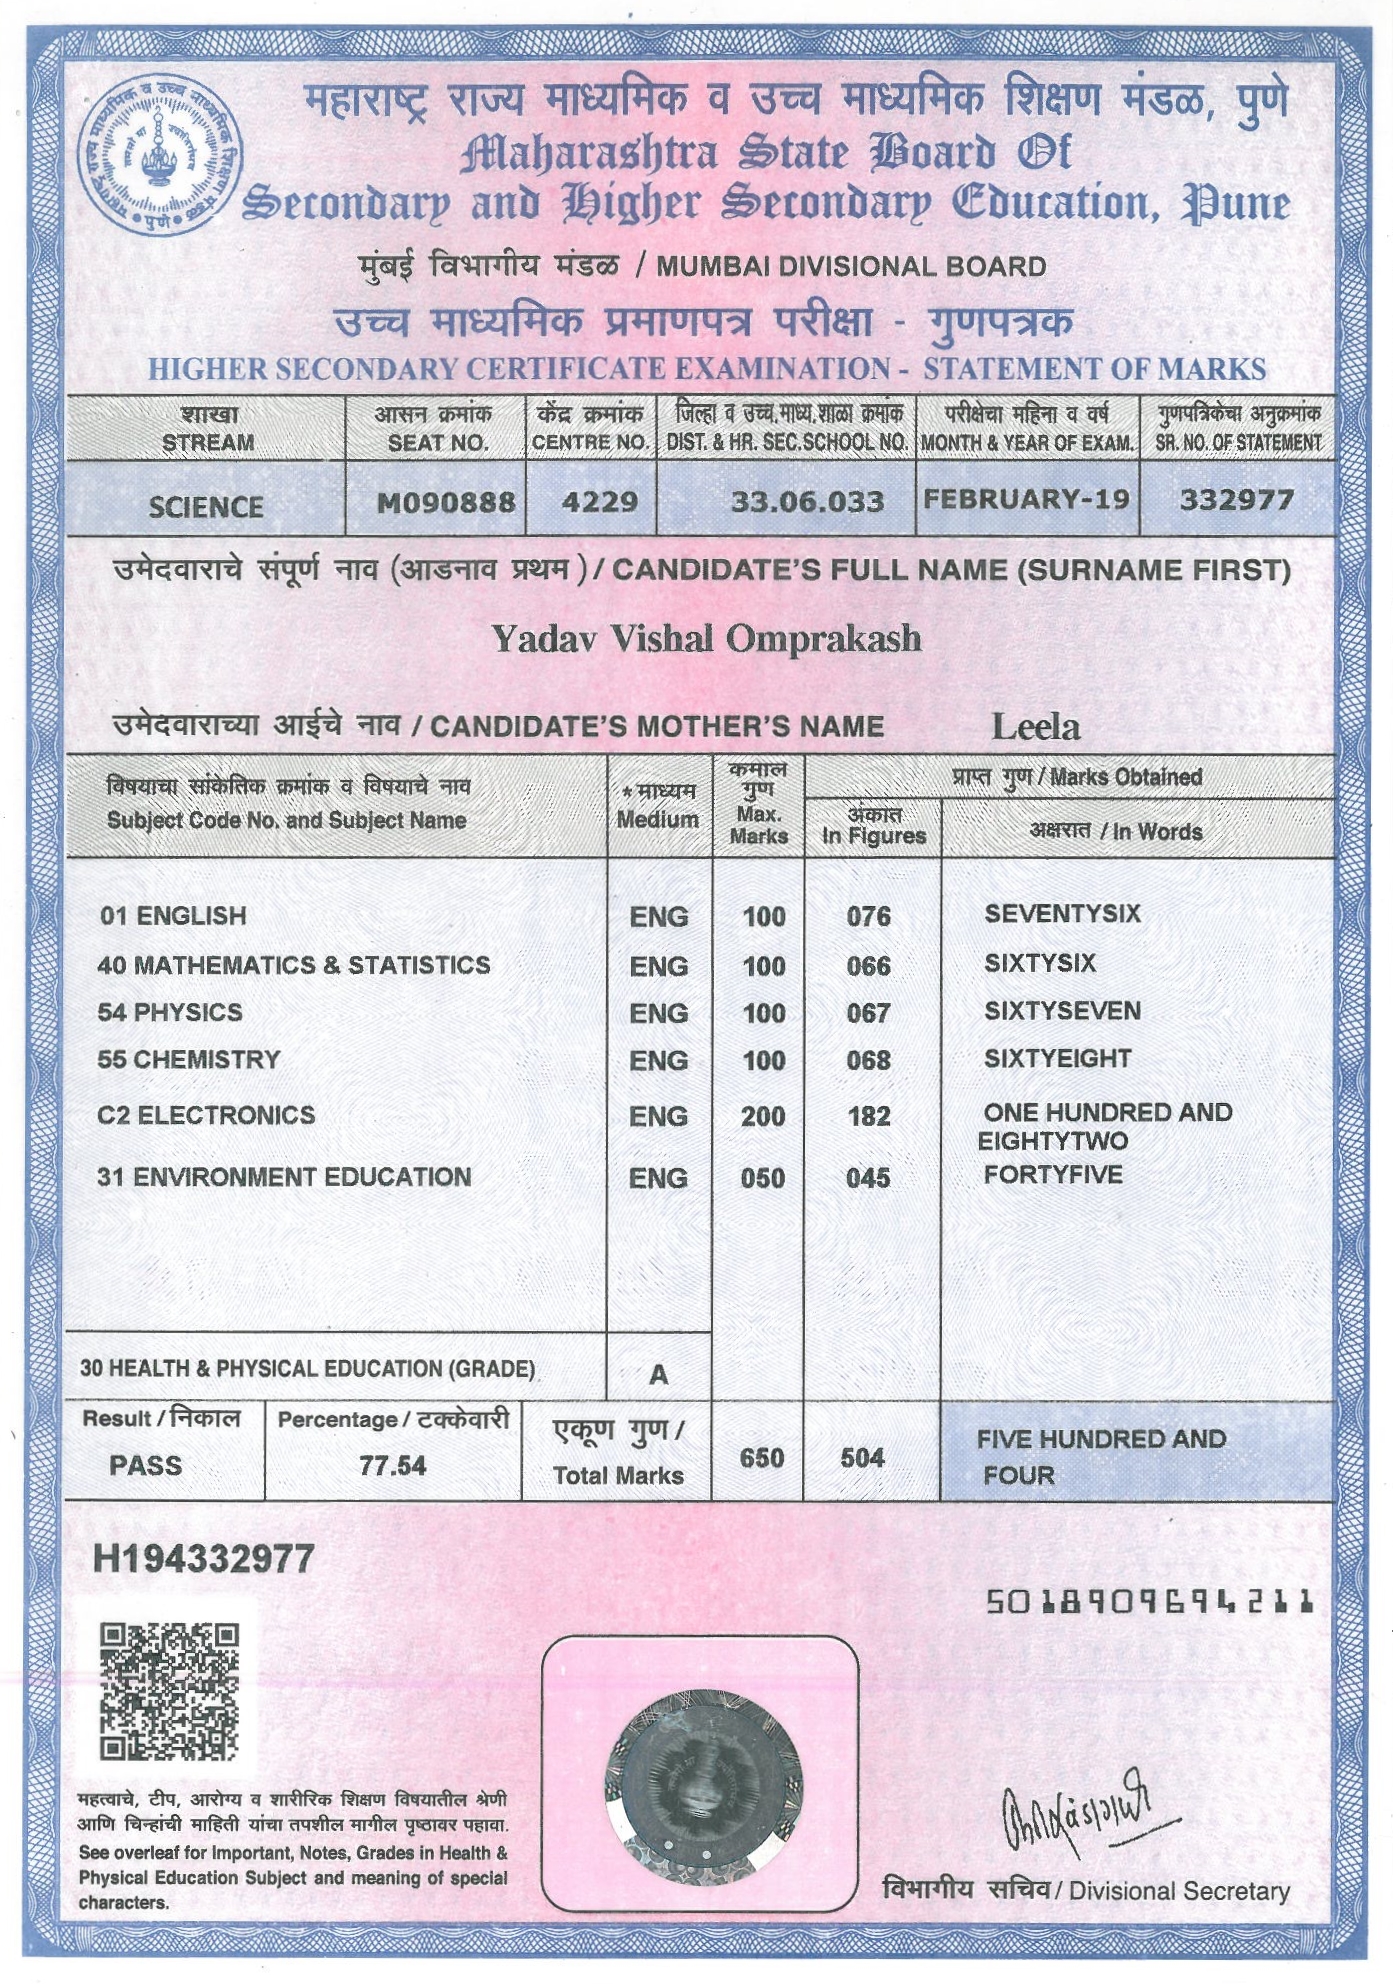 महाराष्ट्र राज्य माध्यमिक व उच्च माध्यमिक शिक्षण मंडळ, पुणे
Maharashtra State Board Of
Secondary and Higher Secondary Education, Pune
मुंबई विभागीय मंडळ / MUMBAI DIVISIONAL BOARD
उच्च माध्यमिक प्रमाणपत्र परीक्षा - गुणपत्रक
HIGHER SECONDARY CERTIFICATE EXAMINATION - STATEMENT OF MARKS
शाखा आसन क्रमांक केंद्र क्रमांक जिल्हा व उच्च.माध्य.शाळा क्रमांक परीक्षेचा महिना व वर्ष गुणपत्रिकेचा अनुक्रमांक
STREAM SEAT NO. CENTRE NO. DIST. & HR. SEC.SCHOOL NO. MONTH & YEAR OF EXAM. SR. NO. OF STATEMENT
SCIENCE M090888 4229 33.06.033 FEBRUARY-19 332977
उमेदवाराचे संपूर्ण नाव (आडनाव प्रथम) / CANDIDATE'S FULL NAME (SURNAME FIRST)
Yadav Vishal Omprakash
उमेदवाराच्या आईचे नाव / CANDIDATE'S MOTHER'S NAME Leela
विषयाचा सांकेतिक क्रमांक व विषयाचे नाव
Subject Code No. and Subject Name
* माध्यम
Medium
कमाल
गुण
Max.
Marks
प्राप्त गुण / Marks Obtained
अंकात
In Figures
अक्षरात / In Words
01 ENGLISH ENG 100 076 SEVENTYSIX
40 MATHEMATICS & STATISTICS ENG 100 066 SIXTYSIX
54 PHYSICS ENG 100 067 SIXTYSEVEN
55 CHEMISTRY ENG 100 068 SIXTYEIGHT
C2 ELECTRONICS ENG 200 182 ONE HUNDRED AND
EIGHTYTWO
31 ENVIRONMENT EDUCATION ENG 050 045 FORTYFIVE
30 HEALTH & PHYSICAL EDUCATION (GRADE) A
Result / निकाल
PASS
Percentage / टक्केवारी
77.54
एकूण गुण /
Total Marks
650 504
FIVE HUNDRED AND
FOUR
H194332977
5018909694211
महत्वाचे, टीप, आरोग्य व शारीरिक शिक्षण विषयातील श्रेणी
आणि चिन्हांची माहिती यांचा तपशील मागील पृष्ठावर पहावा.
See overleaf for Important, Notes, Grades in Health &
Physical Education Subject and meaning of special
characters.
विभागीय सचिव / Divisional Secretary